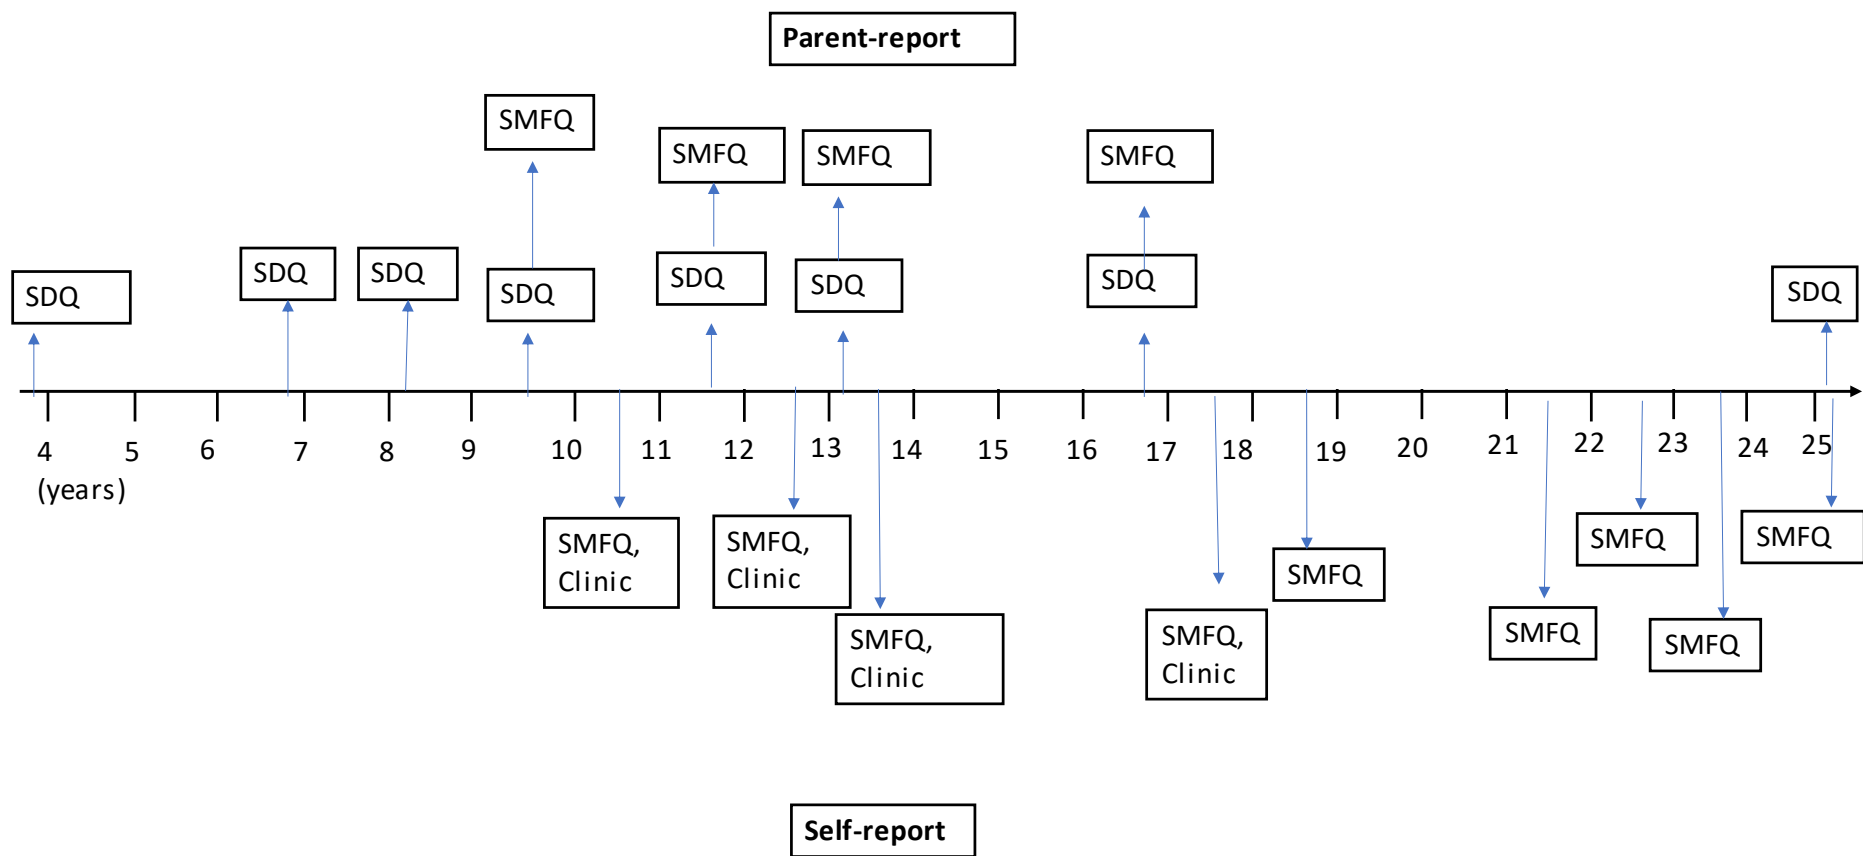 Parent-report
SMFQ
SMFQ
SMFQ
SMFQ
SDQ
SDQ
SDQ
SDQ
SDQ
SDQ
SDQ
SDQ
4 5 6 7 8 9 10 11 12 13 14 15 16 17 18 19 20 21 22 23 24 25
(years)
SMFQ,
Clinic
SMFQ,
Clinic
SMFQ,
Clinic
SMFQ,
Clinic
SMFQ
SMFQ
SMFQ
SMFQ
SMFQ
Self-report